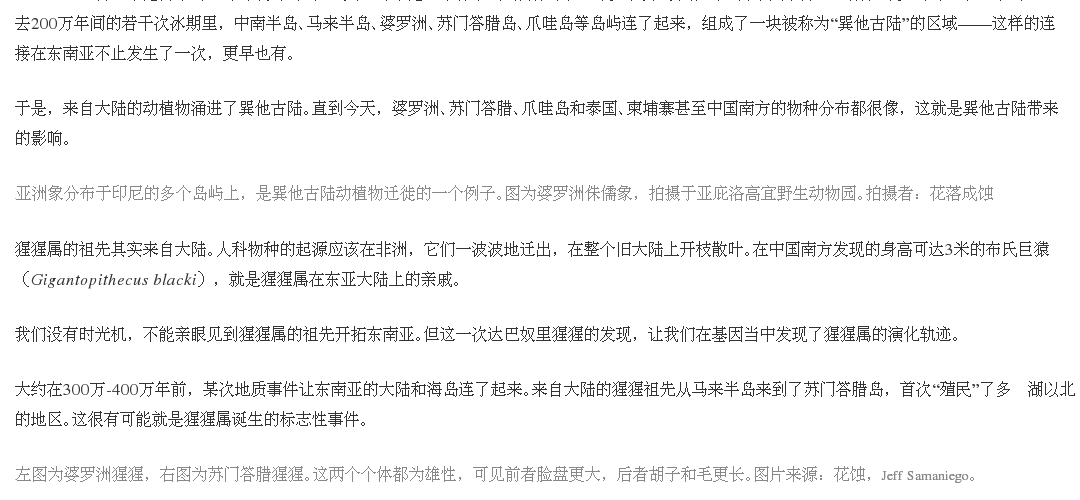 去200万年间的若干次冰期里，中南半岛、马来半岛、婆罗洲、苏门答腊岛、爪哇岛等岛屿连了起来，组成了一块被称为“巽他古陆”的区域——这样的连
接在东南亚不止发生了一次，更早也有。
于是，来自大陆的动植物涌进了巽他古陆。直到今天，婆罗洲、苏门答腊、爪哇岛和泰国、柬埔寨甚至中国南方的物种分布都很像，这就是巽他古陆带来
的影响。
亚洲象分布于印尼的多个岛屿上，是巽他古陆动植物迁徙的一个例子。图为婆罗洲侏儒象，拍摄于亚庇洛高宜野生动物园。拍摄者：花落成蚀
猩猩属的祖先其实来自大陆。人科物种的起源应该在非洲，它们一波波地迁出，在整个旧大陆上开枝散叶。在中国南方发现的身高可达3米的布氏巨猿
（Gigantopithecus blacki），就是猩猩属在东亚大陆上的亲戚。
我们没有时光机，不能亲眼见到猩猩属的祖先开拓东南亚。但这一次达巴奴里猩猩的发现，让我们在基因当中发现了猩猩属的演化轨迹。
大约在300万-400万年前，某次地质事件让东南亚的大陆和海岛连了起来。来自大陆的猩猩祖先从马来半岛来到了苏门答腊岛，首次“殖民”了多 湖以北
的地区。这很有可能就是猩猩属诞生的标志性事件。
左图为婆罗洲猩猩，右图为苏门答腊猩猩。这两个个体都为雄性，可见前者脸盘更大，后者胡子和毛更长。图片来源：花蚀，Jeff Samaniego。